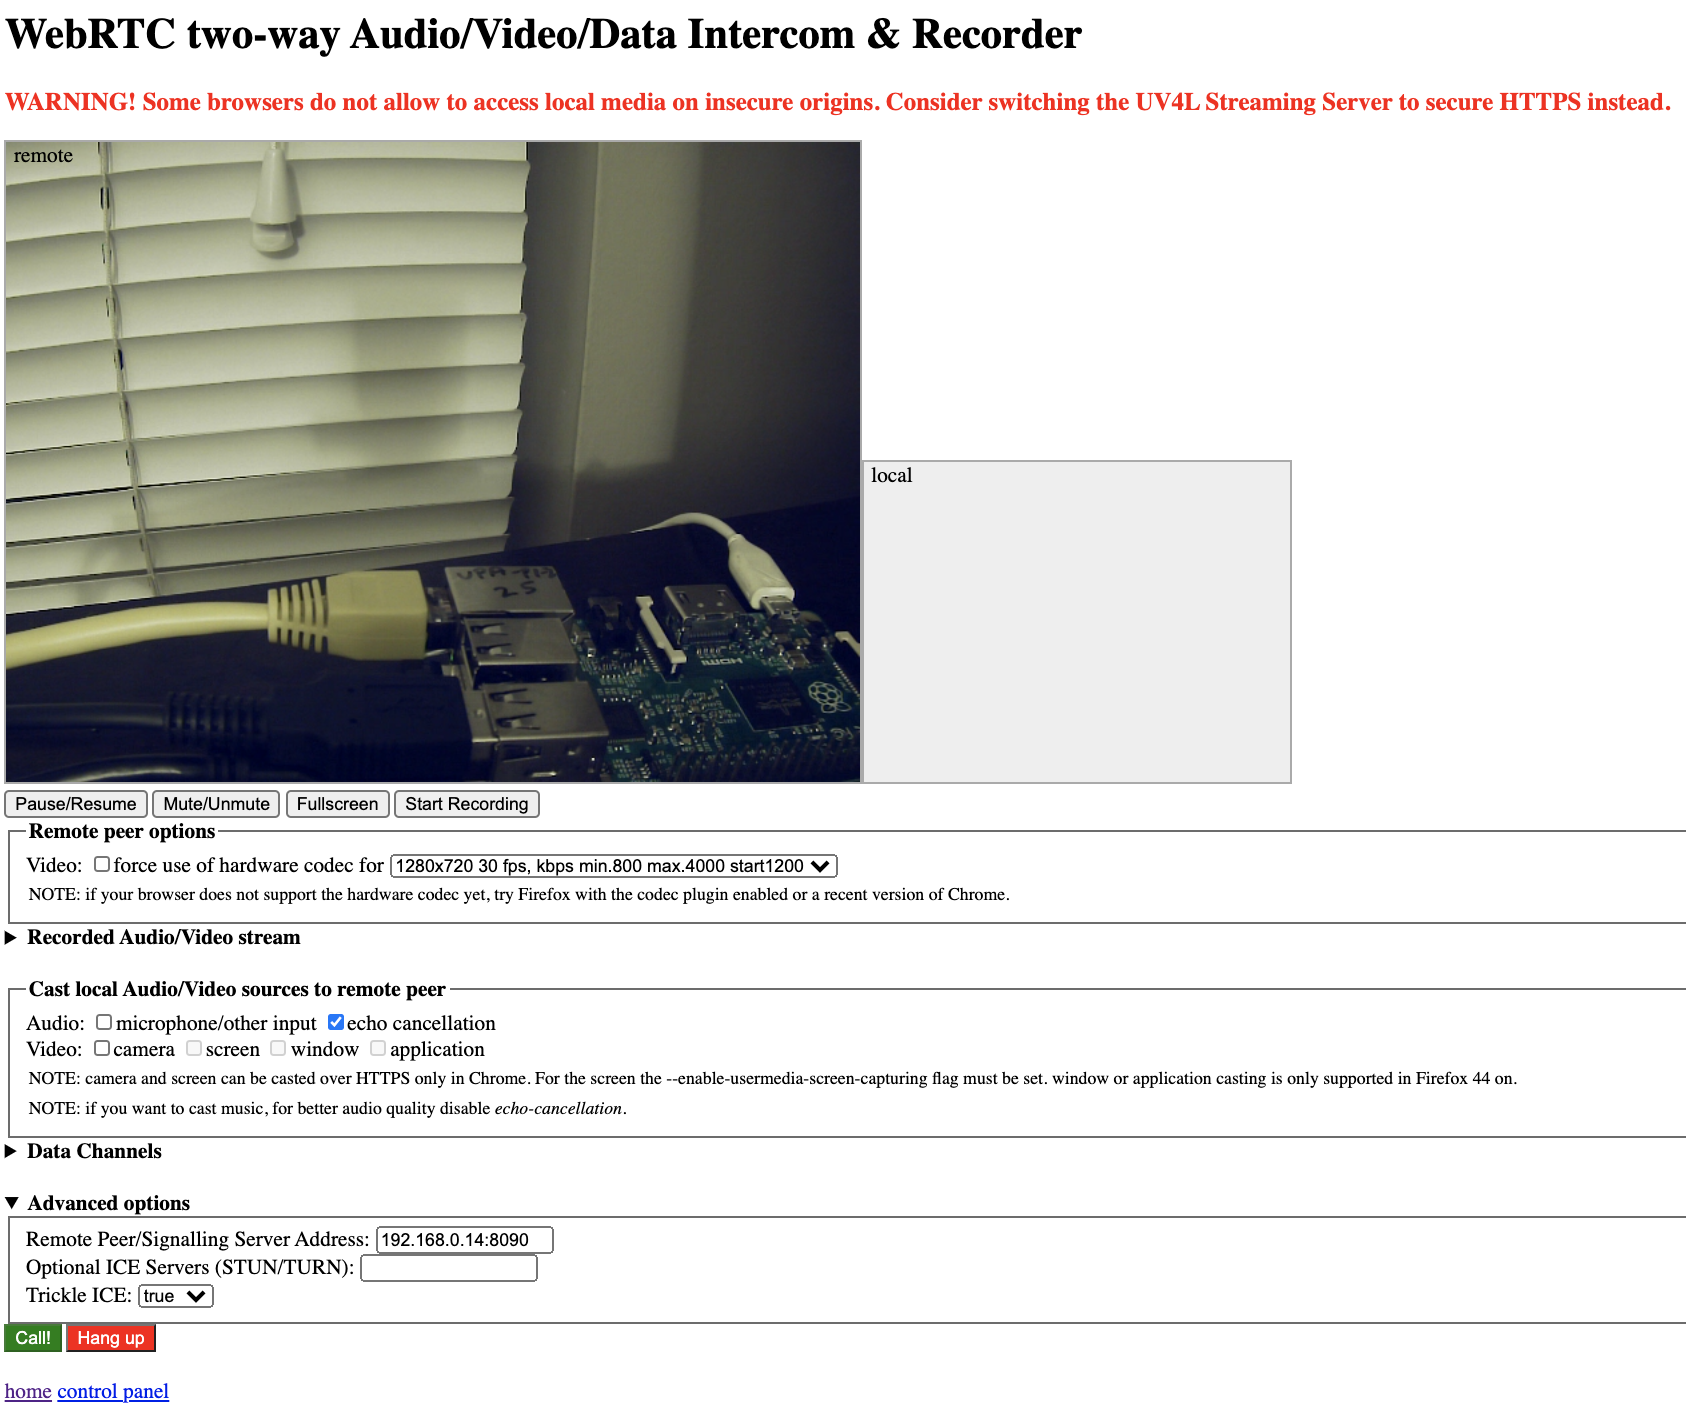 WebRTC two-way Audio/Video/Data Intercom & Recorder
WARNING! Some browsers do not allow to access local media on insecure origins. Consider switching the UV4L Streaming Server to secure HTTPS instead.
remote
25
HDMI
local
Pause/Resume Mute/Unmute Fullscreen Start Recording
Remote peer options
Video: force use of hardware codec for 1280x720 30 fps, kbps min.800 max.4000 start1200
NOTE: if your browser does not support the hardware codec yet, try Firefox with the codec plugin enabled or a recent version of Chrome.
Recorded Audio/Video stream
Cast local Audio/Video sources to remote peer
Audio: microphone/other input echo cancellation
Video: camera screen window application
NOTE: camera and screen can be casted over HTTPS only in Chrome. For the screen the --enable-usermedia-screen-capturing flag must be set. window or application casting is only supported in Firefox 44 on.
NOTE: if you want to cast music, for better audio quality disable echo-cancellation.
Data Channels
Advanced options
Remote Peer/Signalling Server Address: 192.168.0.14:8090
Optional ICE Servers (STUN/TURN):
Trickle ICE: true
Call! Hang up
home control panel